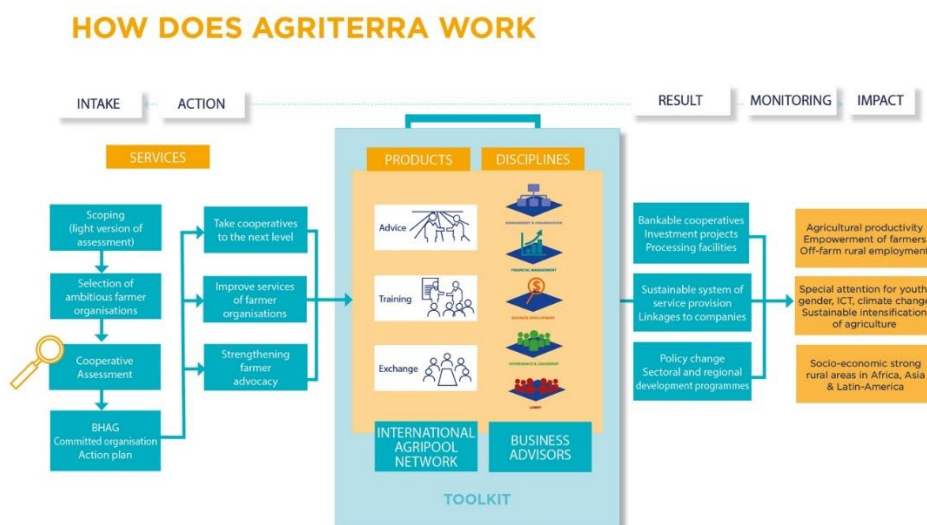 HOW DOES AGRITERRA WORK
INTAKE
ACTION
RESULT
MONITORING
IMPACT
SERVICES
Scoping
(light version of
assessment)
Selection of
ambitious farmer
organisations
Cooperative
Assessment
BHAG
Committed organisation
Action plan
Take cooperatives
to the next level
Improve services
of farmer
organisations
Strengthening
farmer
advocacy
PRODUCTS
DISCIPLINES
Advice
Training
Exchange
FINANCIAL MANAGEMENT
BUSINESS DEVELOPMENT
GOVERNANCE & LEADERSHIP
LOBBY
INTERNATIONAL
AGRIPOOL
NETWORK
BUSINESS
ADVISORS
TOOLKIT
Bankable cooperatives
Investment projects
Processing facilities
Sustainable system of
service provision
Linkages to companies
Policy change
Sectoral and regional
development programmes
Agricultural productivity
Empowerment of farmers
Off-farm rural employment
Special attention for youth
gender, ICT, climate change
Sustainable intensification
of agriculture
Socio-economic strong
rural areas in Africa, Asia
& Latin-America